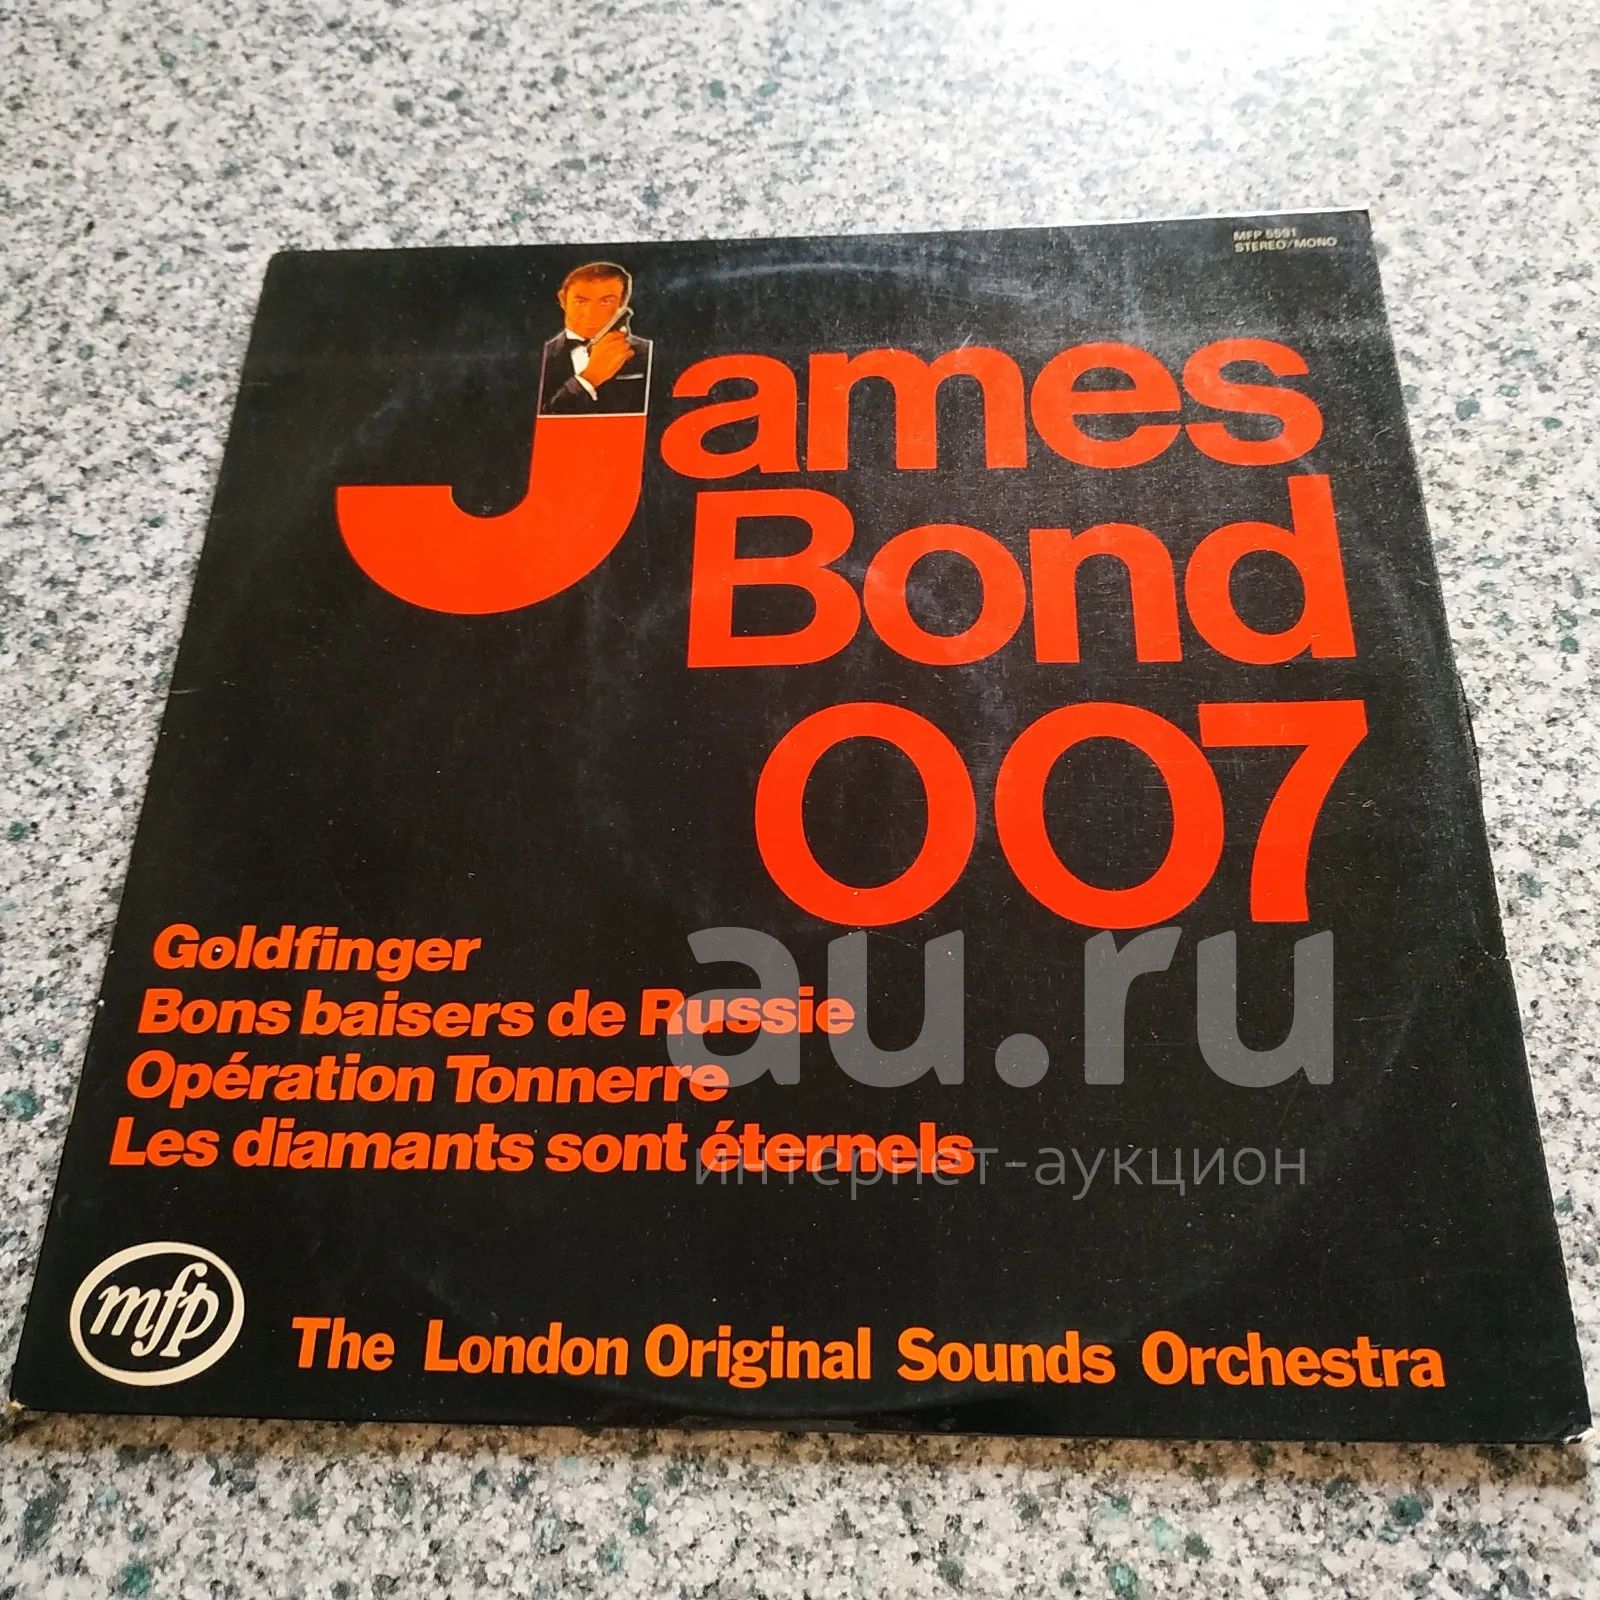 MFP 5591
STEREO/MONO
James
Bond
007
Goldfinger
Bons baisers de Russie
Opération Tonnerre
Les diamants sont éternels
au.ru
интернет-аукцион
mfp
The London Original Sounds Orchestra